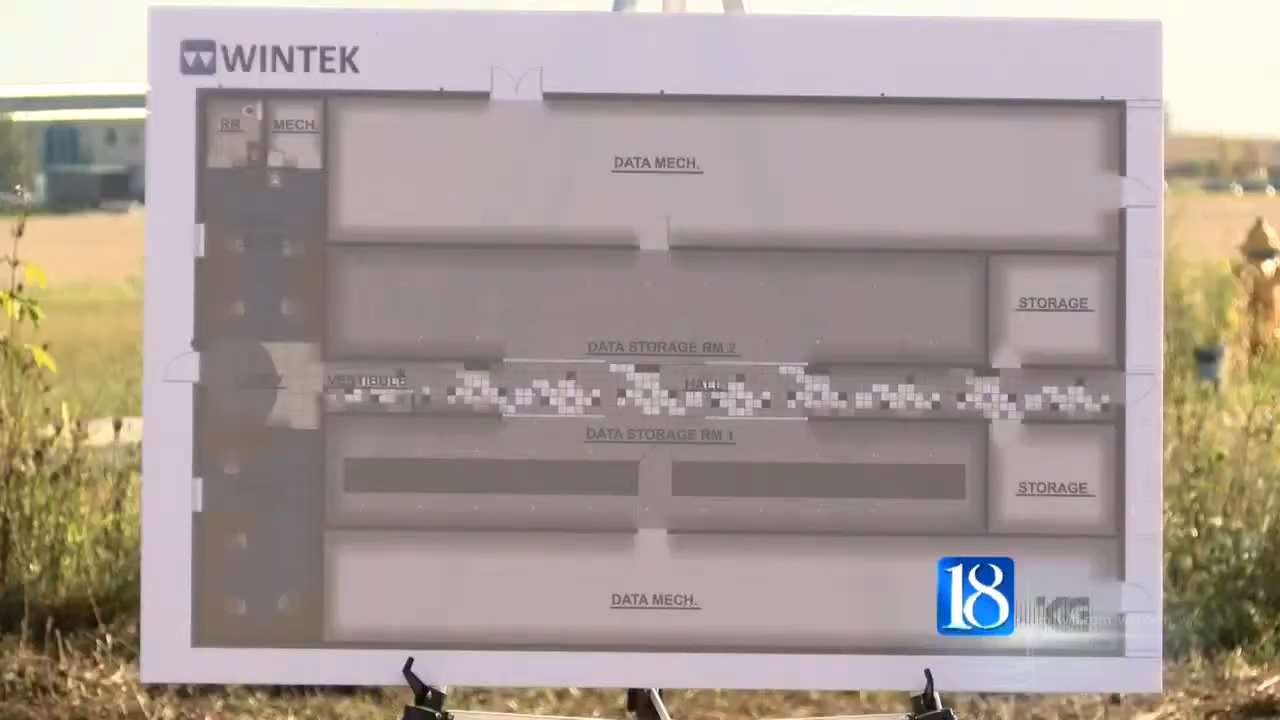 WINTEK
RR
MECH.
DATA MECH.
STORAGE
DATA STORAGE RM 2
VESTIBULE
HALL
DATA STORAGE RM 1
STORAGE
DATA MECH.
18